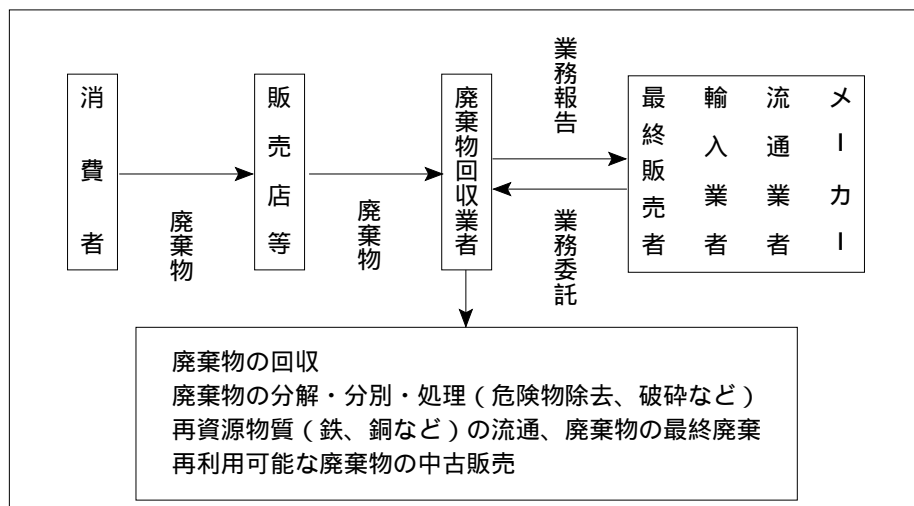 消費者
廃棄物
販売店等
廃棄物
廃棄物回収業者
業務報告
業務委託
最終販売者
輸入業者
流通業者
メーカー
廃棄物の回収
廃棄物の分解・分別・処理（危険物除去、破砕など）
再資源物質（鉄、銅など）の流通、廃棄物の最終廃棄
再利用可能な廃棄物の中古販売